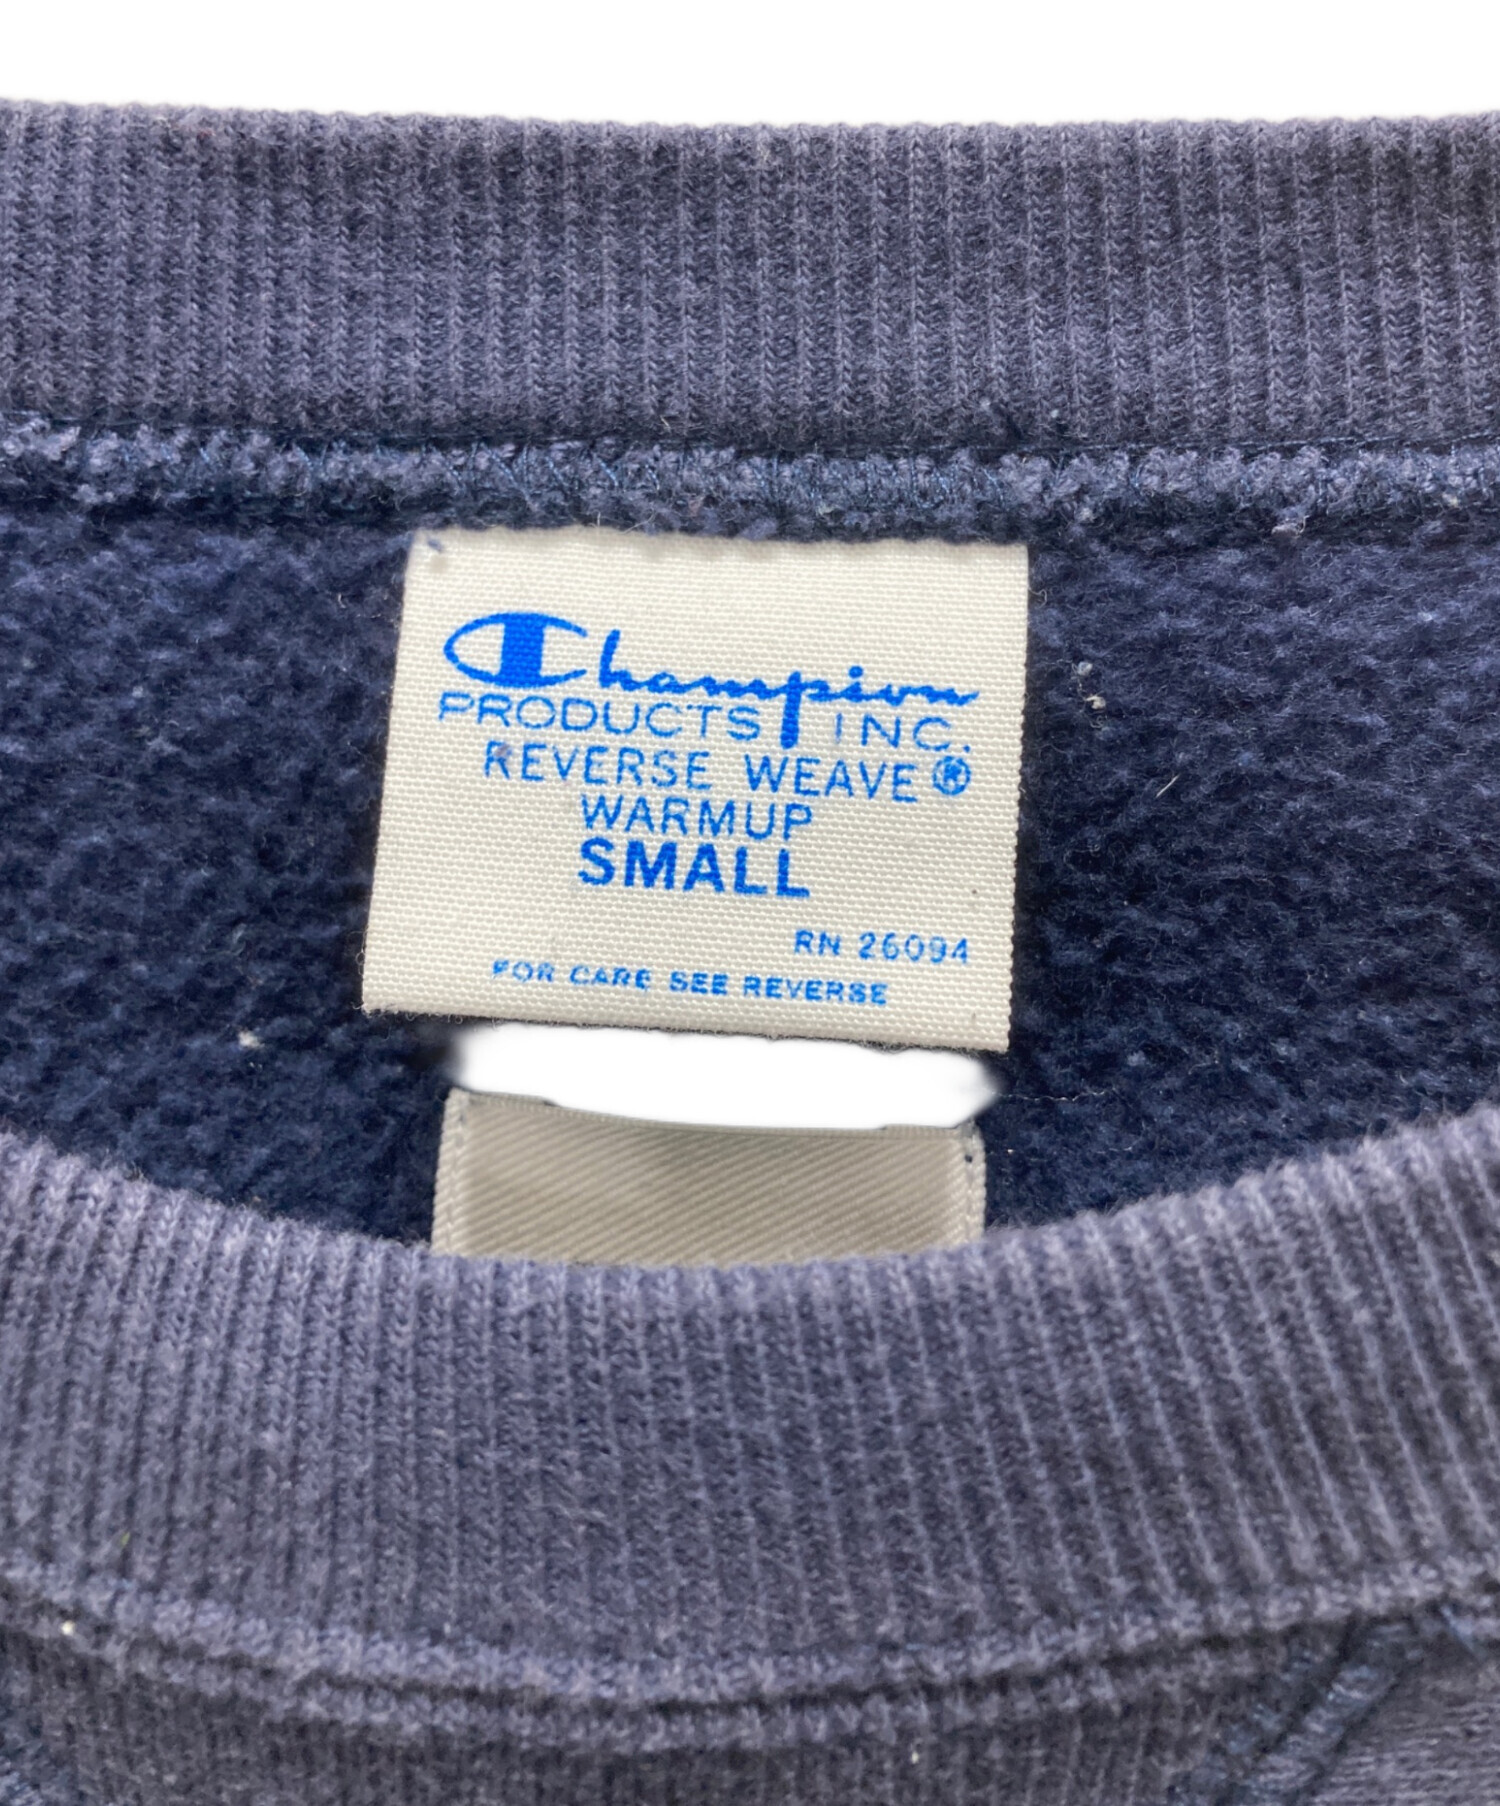 Champion
PRODUCTS INC.
REVERSE WEAVE®
WARMUP
SMALL
RN 26094
FOR CARE SEE REVERSE